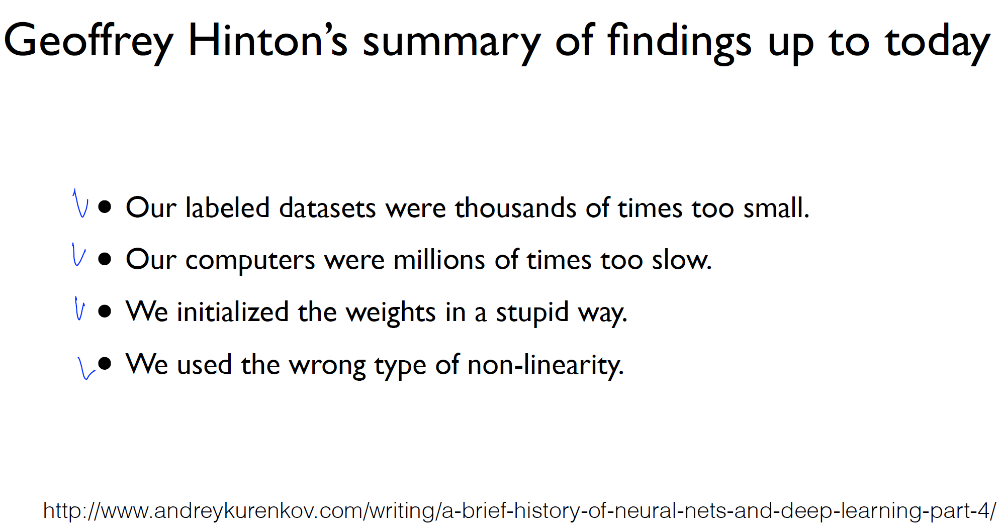 Geoffrey Hinton’s summary of findings up to today
• Our labeled datasets were thousands of times too small.
• Our computers were millions of times too slow.
• We initialized the weights in a stupid way.
• We used the wrong type of non-linearity.
http://www.andreykurenkov.com/writing/a-brief-history-of-neural-nets-and-deep-learning-part-4/